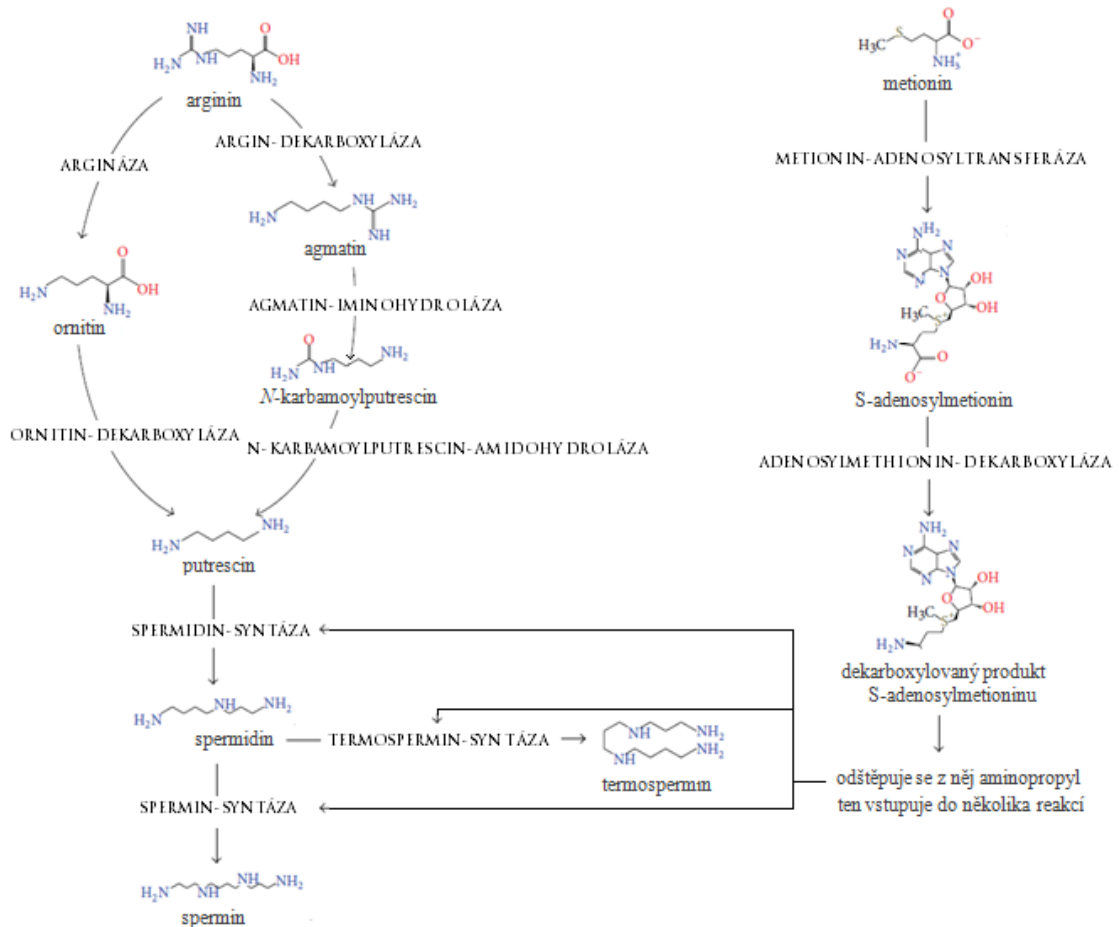 arginin
ARGINÁZA
ARGIN-DEKARBOXYLÁZA
agmatin
ornitin
AGMATIN-IMINOHYDROLÁZA
N-karbamoylputrescin
ORNITIN-DEKARBOXYLÁZA
N-KARBAMOYLPUTRESCIN-AMIDOHYDROLÁZA
putrescin
SPERMIDIN-SYNTÁZA
spermidin
TERMOSPERMIN-SYNTÁZA
termospermin
SPERMIN-SYNTÁZA
spermin
metionin
METIONIN-ADENOSYLTRANSFERÁZA
S-adenosylmetionin
ADENOSYLMETHIONIN-DEKARBOXYLÁZA
dekarboxylovaný produkt
S-adenosylmetioninu
odštěpuje se z něj aminopropyl
ten vstupuje do několika reakcí